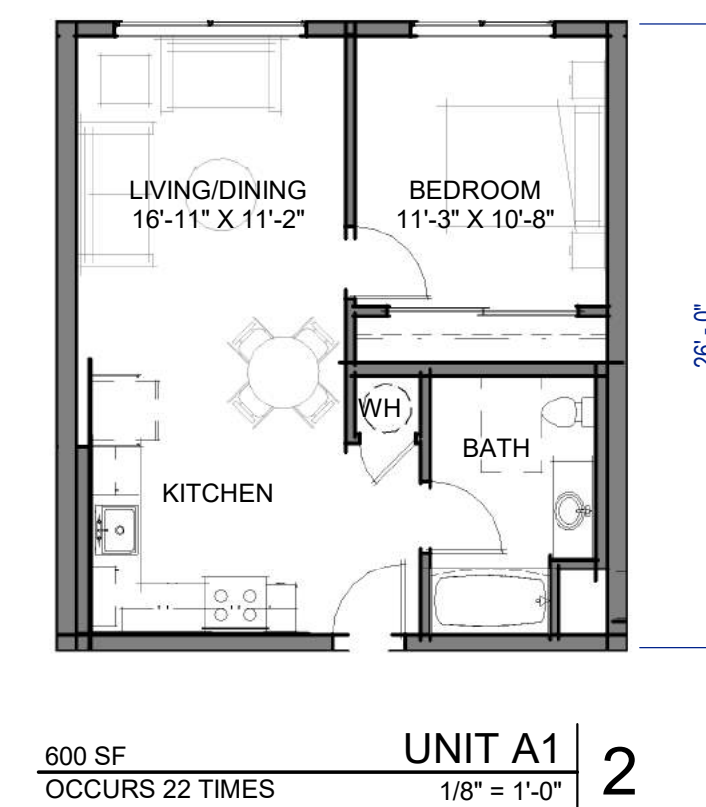 LIVING/DINING
16'-11" X 11'-2"
BEDROOM
11'-3" X 10'-8"
26' - 0"
WH
BATH
KITCHEN
600 SF
UNIT A1
2
OCCURS 22 TIMES
1/8" = 1'-0"